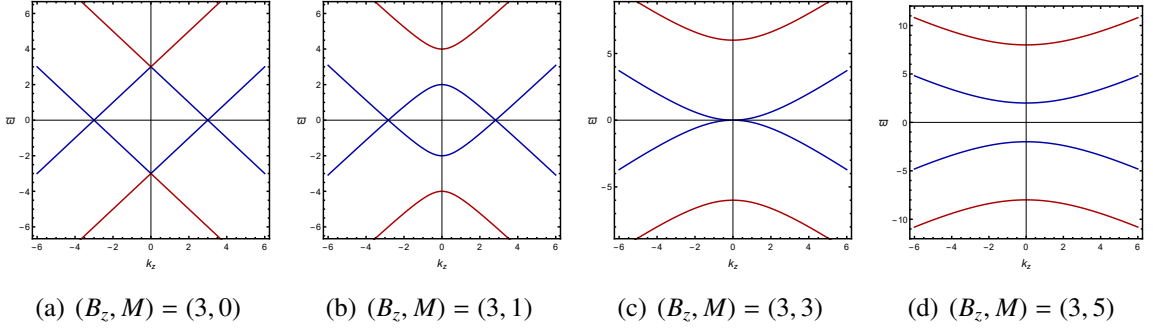 6
4
2
0
−2
−4
−6
ϖ
−6 −4 −2 0 2 4 6
k_z
6
4
2
0
−2
−4
−6
ϖ
−6 −4 −2 0 2 4 6
k_z
5
0
−5
ϖ
−6 −4 −2 0 2 4 6
k_z
10
5
0
−5
−10
ϖ
−6 −4 −2 0 2 4 6
k_z
(a) (B_z, M) = (3, 0)
(b) (B_z, M) = (3, 1)
(c) (B_z, M) = (3, 3)
(d) (B_z, M) = (3, 5)